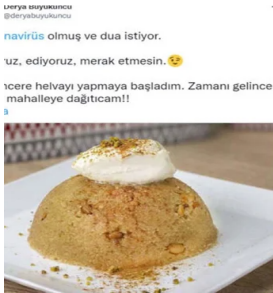 Derya Büyükuncu
@deryabuyukuncu
navirüs olmuş ve dua istiyor.
ruz, ediyoruz, merak etmesin.😉
ncere helvayı yapmaya başladım. Zamanı gelince
mahalleye dağıtıcam!!
a